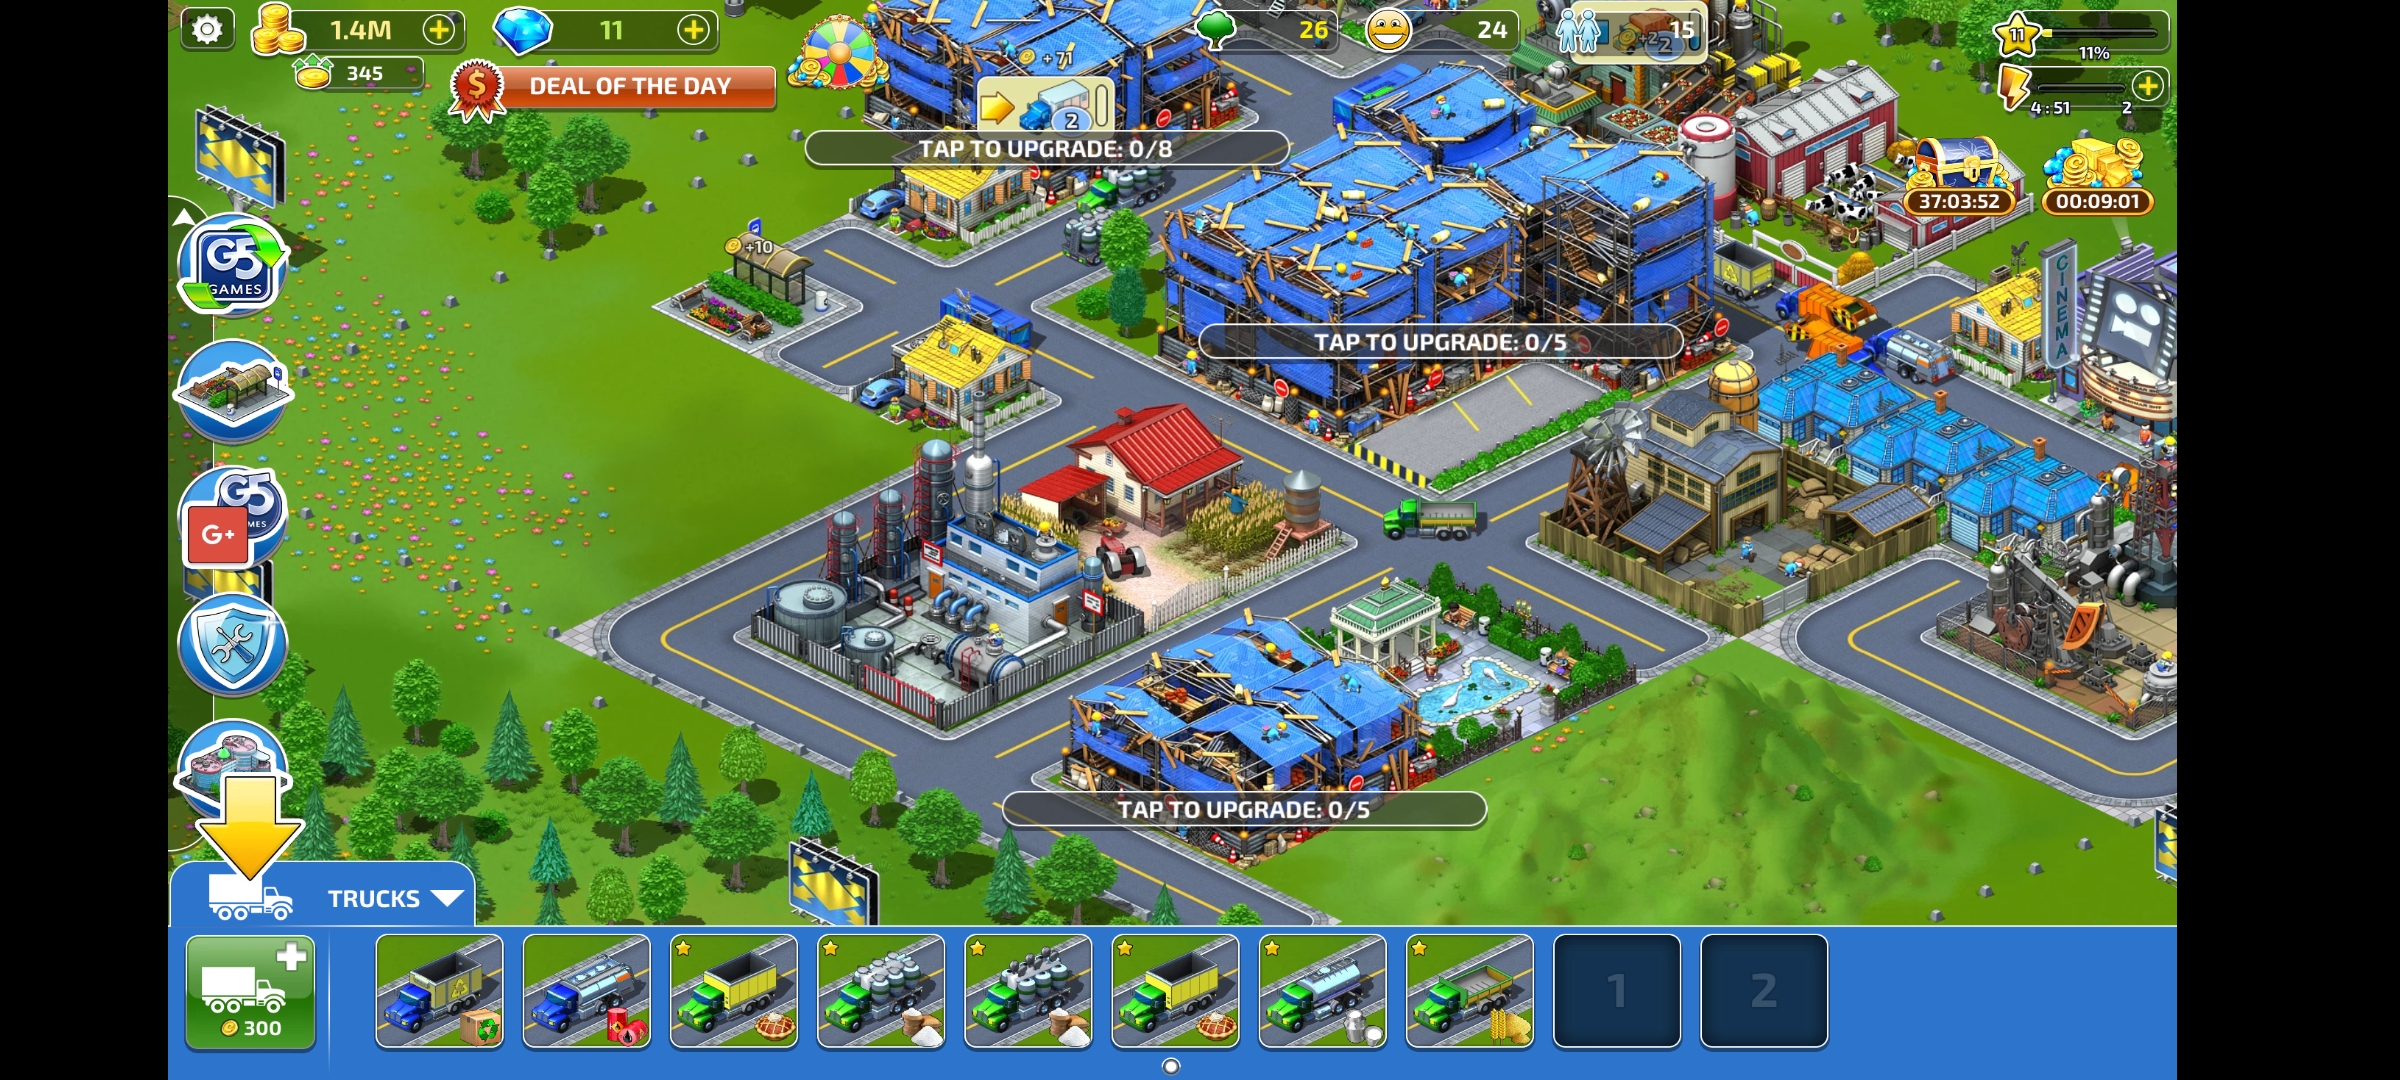 1.4M
11
345
DEAL OF THE DAY
+71
2
TAP TO UPGRADE: 0/8
26
24
15
11
11%
4:51
2
37:03:52
00:09:01
+10
G5
GAMES
CINEMA
TAP TO UPGRADE: 0/5
G5
G+
TAP TO UPGRADE: 0/5
TRUCKS
300
1
2